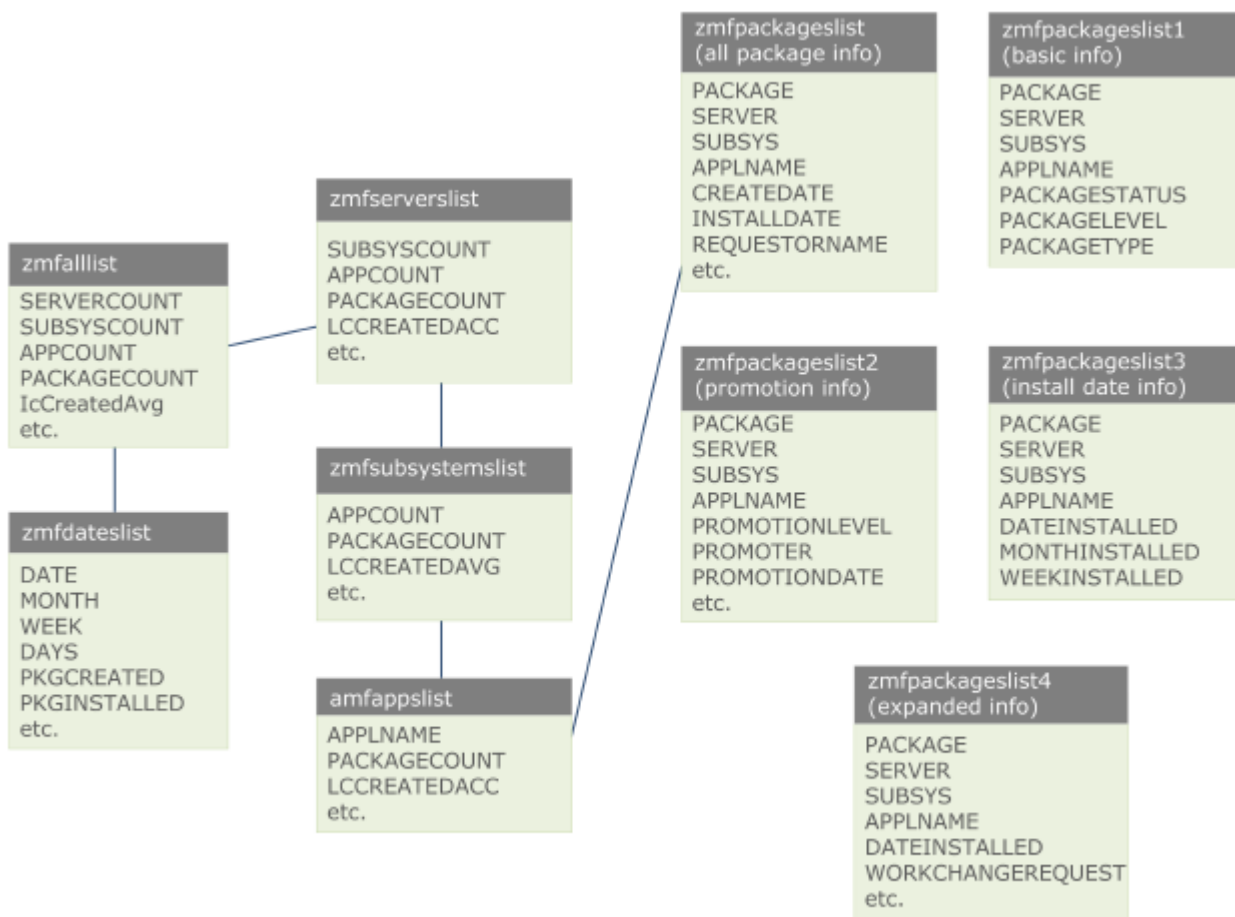 zmfalllist
SERVERCOUNT
SUBSYSCOUNT
APPCOUNT
PACKAGECOUNT
IcCreatedAvg
etc.
zmfdateslist
DATE
MONTH
WEEK
DAYS
PKGCREATED
PKGINSTALLED
etc.
zmfserverslist
SUBSYSCOUNT
APPCOUNT
PACKAGECOUNT
LCCREATEDACC
etc.
zmfsubsystemslist
APPCOUNT
PACKAGECOUNT
LCCREATEDAVG
etc.
amfappslist
APPLNAME
PACKAGECOUNT
LCCREATEDACC
etc.
zmfpackageslist
(all package info)
PACKAGE
SERVER
SUBSYS
APPLNAME
CREATEDATE
INSTALLDATE
REQUESTORNAME
etc.
zmfpackageslist1
(basic info)
PACKAGE
SERVER
SUBSYS
APPLNAME
PACKAGESTATUS
PACKAGELEVEL
PACKAGETYPE
zmfpackageslist2
(promotion info)
PACKAGE
SERVER
SUBSYS
APPLNAME
PROMOTIONLEVEL
PROMOTER
PROMOTIONDATE
etc.
zmfpackageslist3
(install date info)
PACKAGE
SERVER
SUBSYS
APPLNAME
DATEINSTALLED
MONTHINSTALLED
WEEKINSTALLED
zmfpackageslist4
(expanded info)
PACKAGE
SERVER
SUBSYS
APPLNAME
DATEINSTALLED
WORKCHANGEREQUEST
etc.